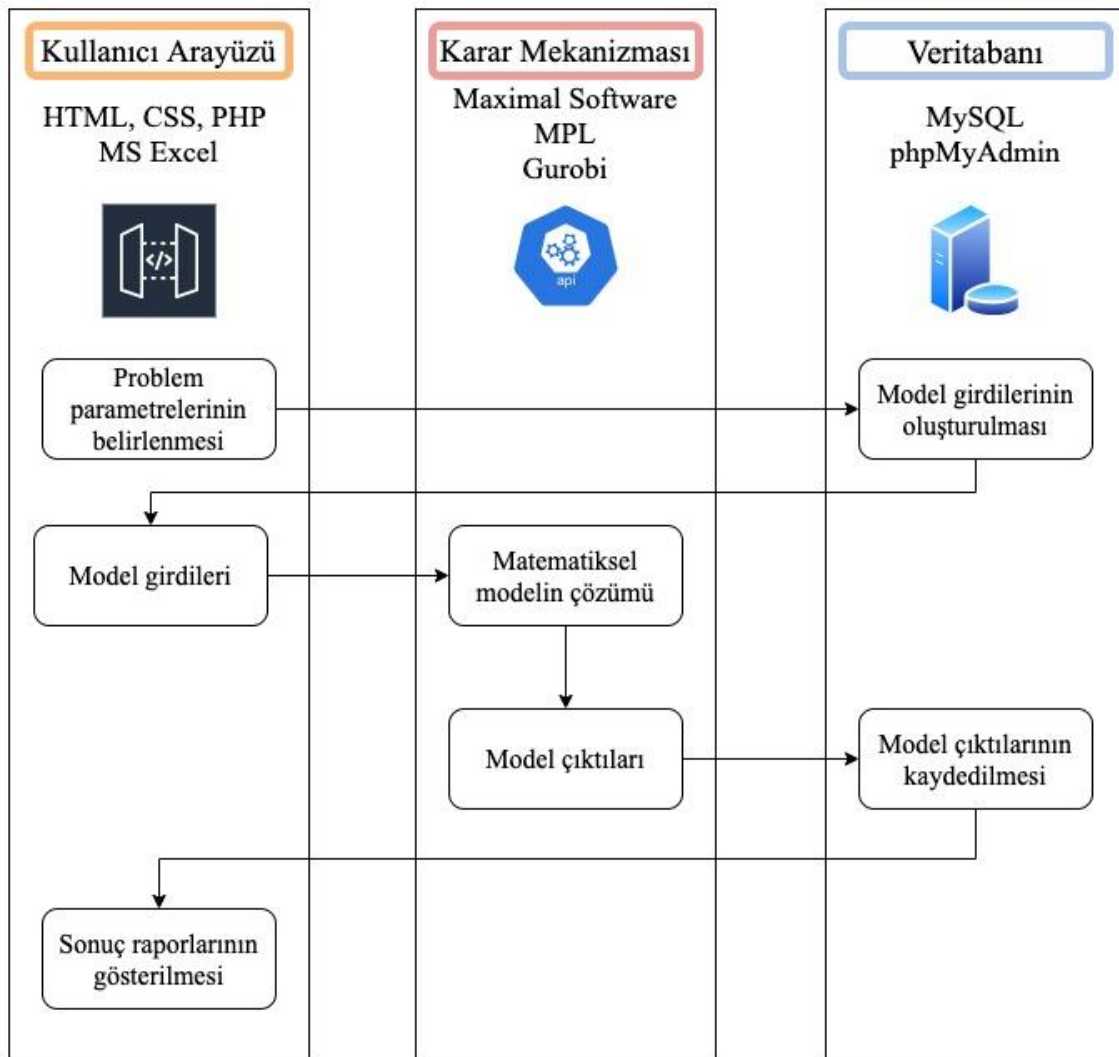 Kullanıcı Arayüzü
HTML, CSS, PHP
MS Excel
</>
Karar Mekanizması
Maximal Software
MPL
Gurobi
api
Veritabanı
MySQL
phpMyAdmin
Problem
parametrelerinin
belirlenmesi
Model girdilerinin
oluşturulması
Model girdileri
Matematiksel
modelin çözümü
Model çıktıları
Model çıktılarının
kaydedilmesi
Sonuç raporlarının
gösterilmesi